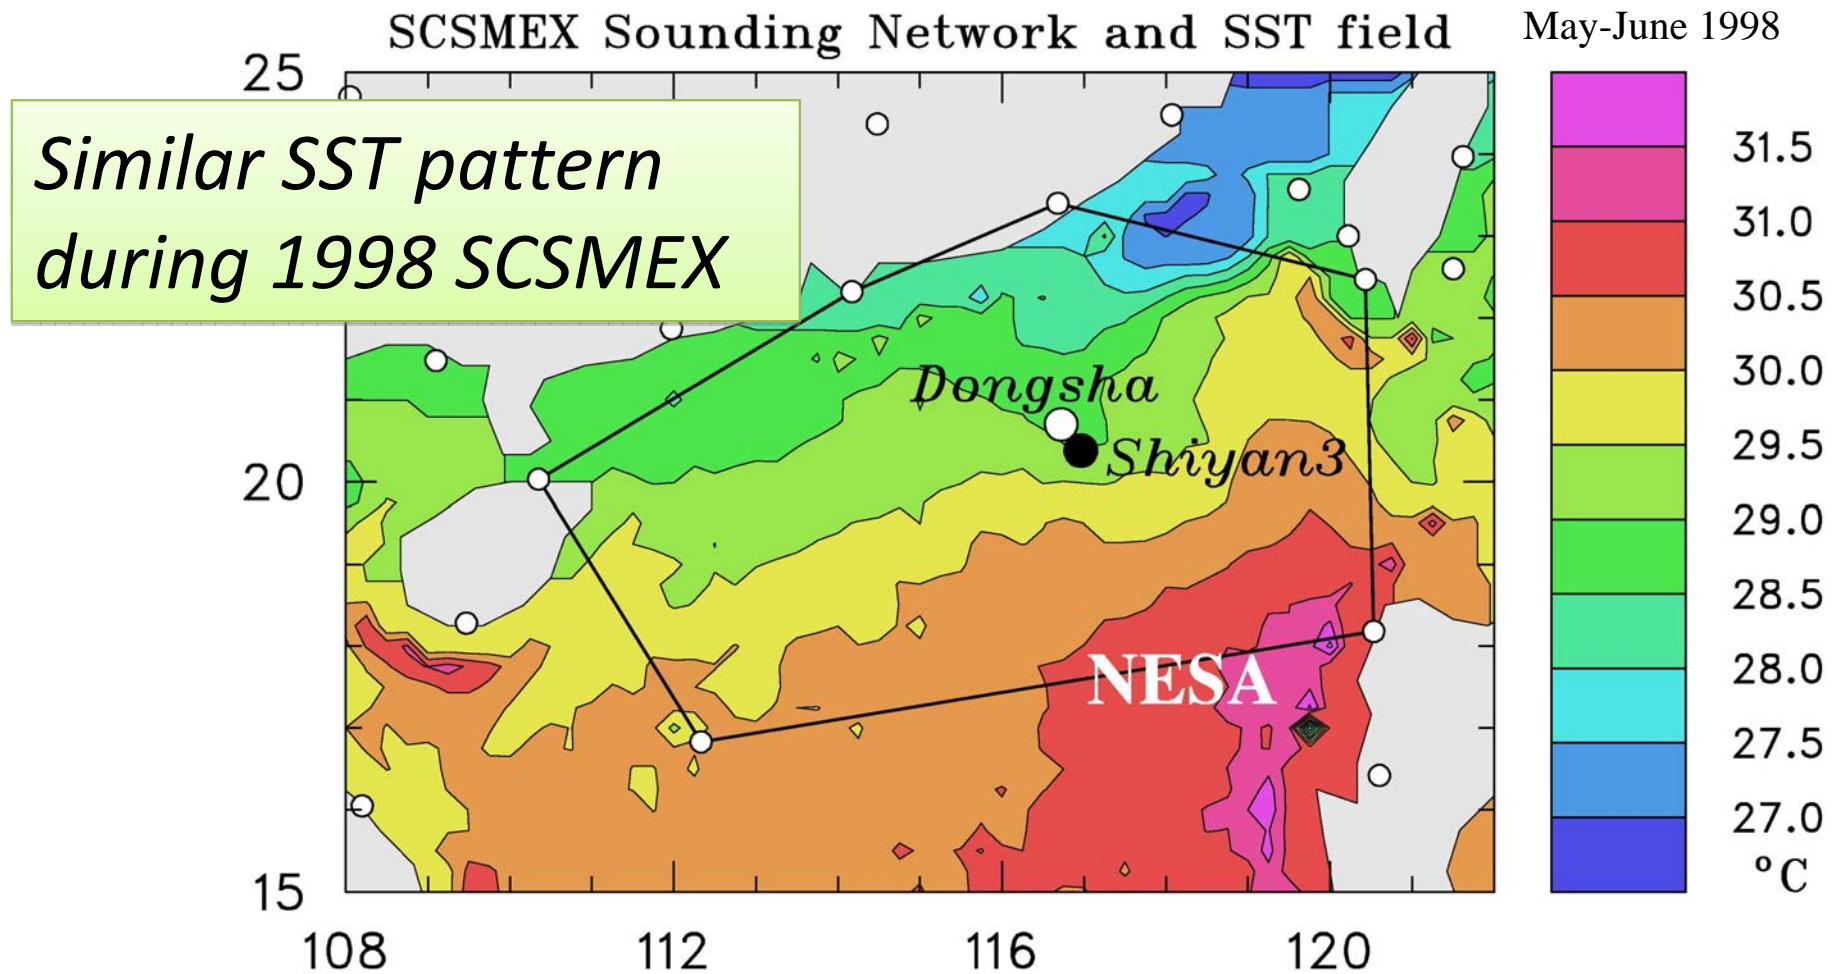 SCSMEX Sounding Network and SST field
May-June 1998
Similar SST pattern
during 1998 SCSMEX
25
20
15
108
112
116
120
Dongsha
Shiyan3
NESA
31.5
31.0
30.5
30.0
29.5
29.0
28.5
28.0
27.5
27.0
°C